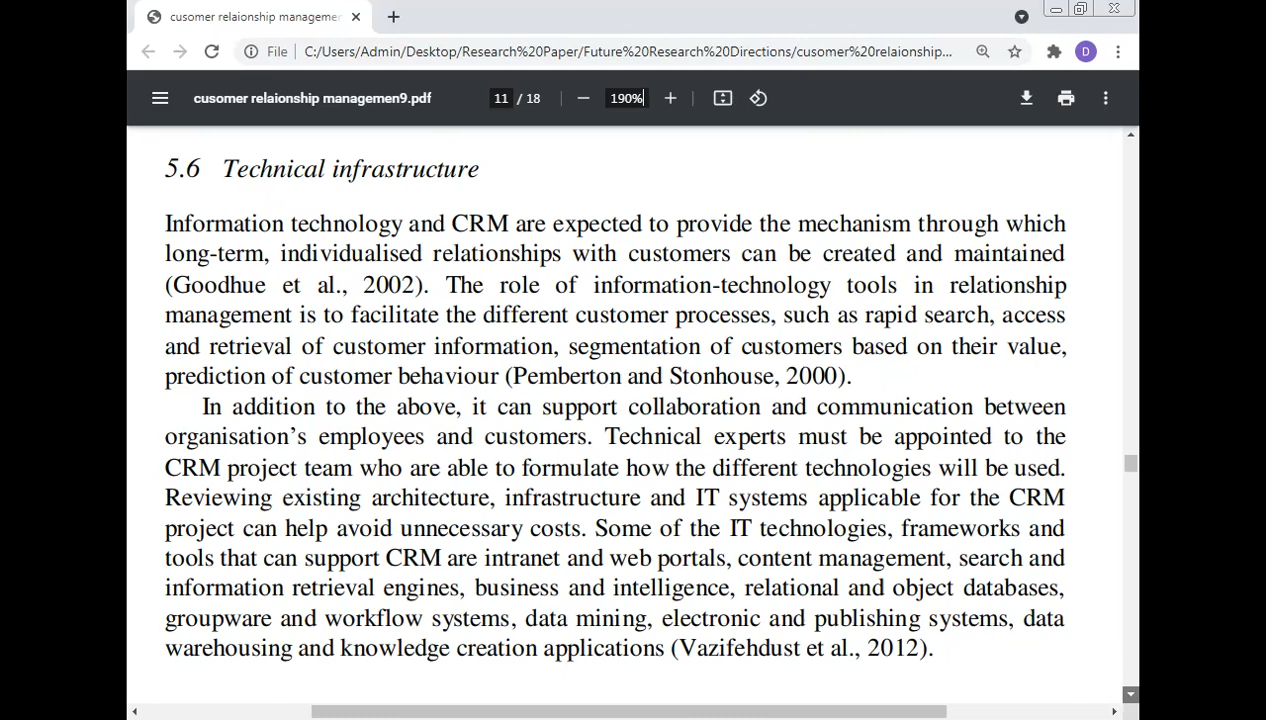 cusomer relaionship managemer
File C:/Users/Admin/Desktop/Research%20Paper/Future%20Research%20Directions/cusomer%20relaionship...
D
cusomer relaionship managemen9.pdf 11 / 18 190%
5.6 Technical infrastructure
Information technology and CRM are expected to provide the mechanism through which
long-term, individualised relationships with customers can be created and maintained
(Goodhue et al., 2002). The role of information-technology tools in relationship
management is to facilitate the different customer processes, such as rapid search, access
and retrieval of customer information, segmentation of customers based on their value,
prediction of customer behaviour (Pemberton and Stonhouse, 2000).
In addition to the above, it can support collaboration and communication between
organisation's employees and customers. Technical experts must be appointed to the
CRM project team who are able to formulate how the different technologies will be used.
Reviewing existing architecture, infrastructure and IT systems applicable for the CRM
project can help avoid unnecessary costs. Some of the IT technologies, frameworks and
tools that can support CRM are intranet and web portals, content management, search and
information retrieval engines, business and intelligence, relational and object databases,
groupware and workflow systems, data mining, electronic and publishing systems, data
warehousing and knowledge creation applications (Vazifehdust et al., 2012).